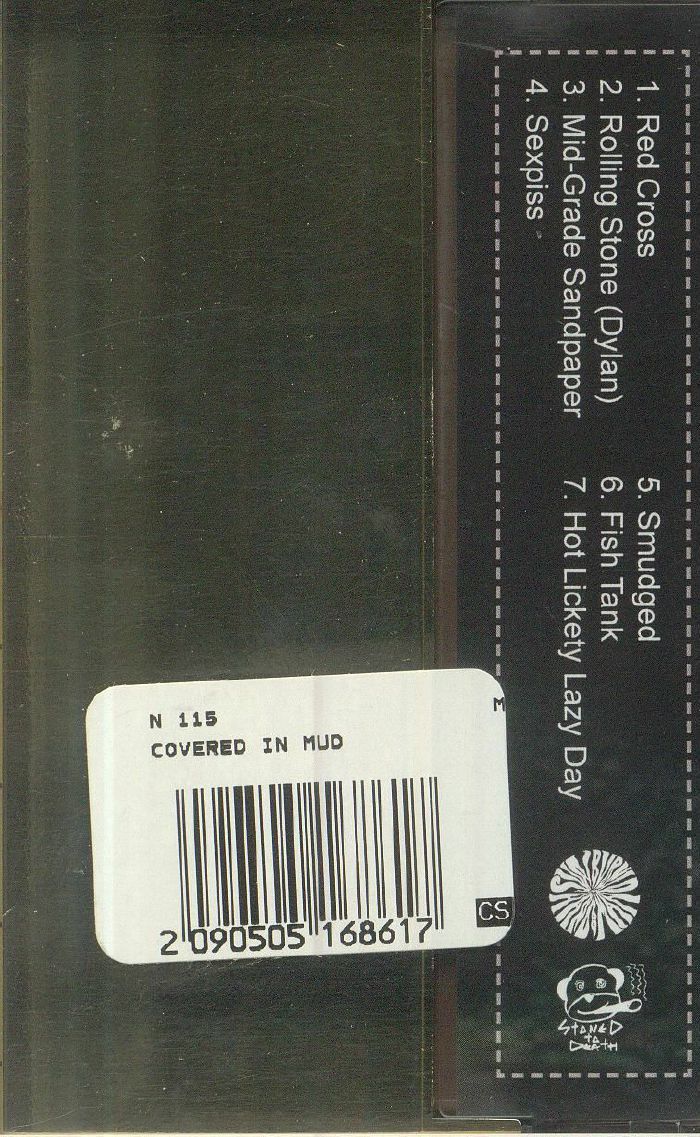 1. Red Cross
2. Rolling Stone (Dylan)
3. Mid-Grade Sandpaper
4. Sexpiss
5. Smudged
6. Fish Tank
7. Hot Lickety Lazy Day
STONED
TO
DEATH
M
N 115
COVERED IN MUD
CS
2 090505 168617